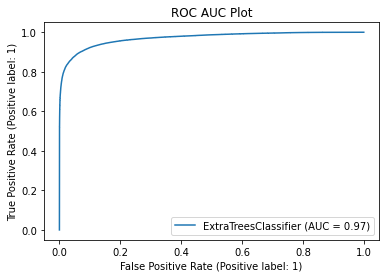 ROC AUC Plot
True Positive Rate (Positive label: 1)
1.0
0.8
0.6
0.4
0.2
0.0
ExtraTreesClassifier (AUC = 0.97)
0.0 0.2 0.4 0.6 0.8 1.0
False Positive Rate (Positive label: 1)